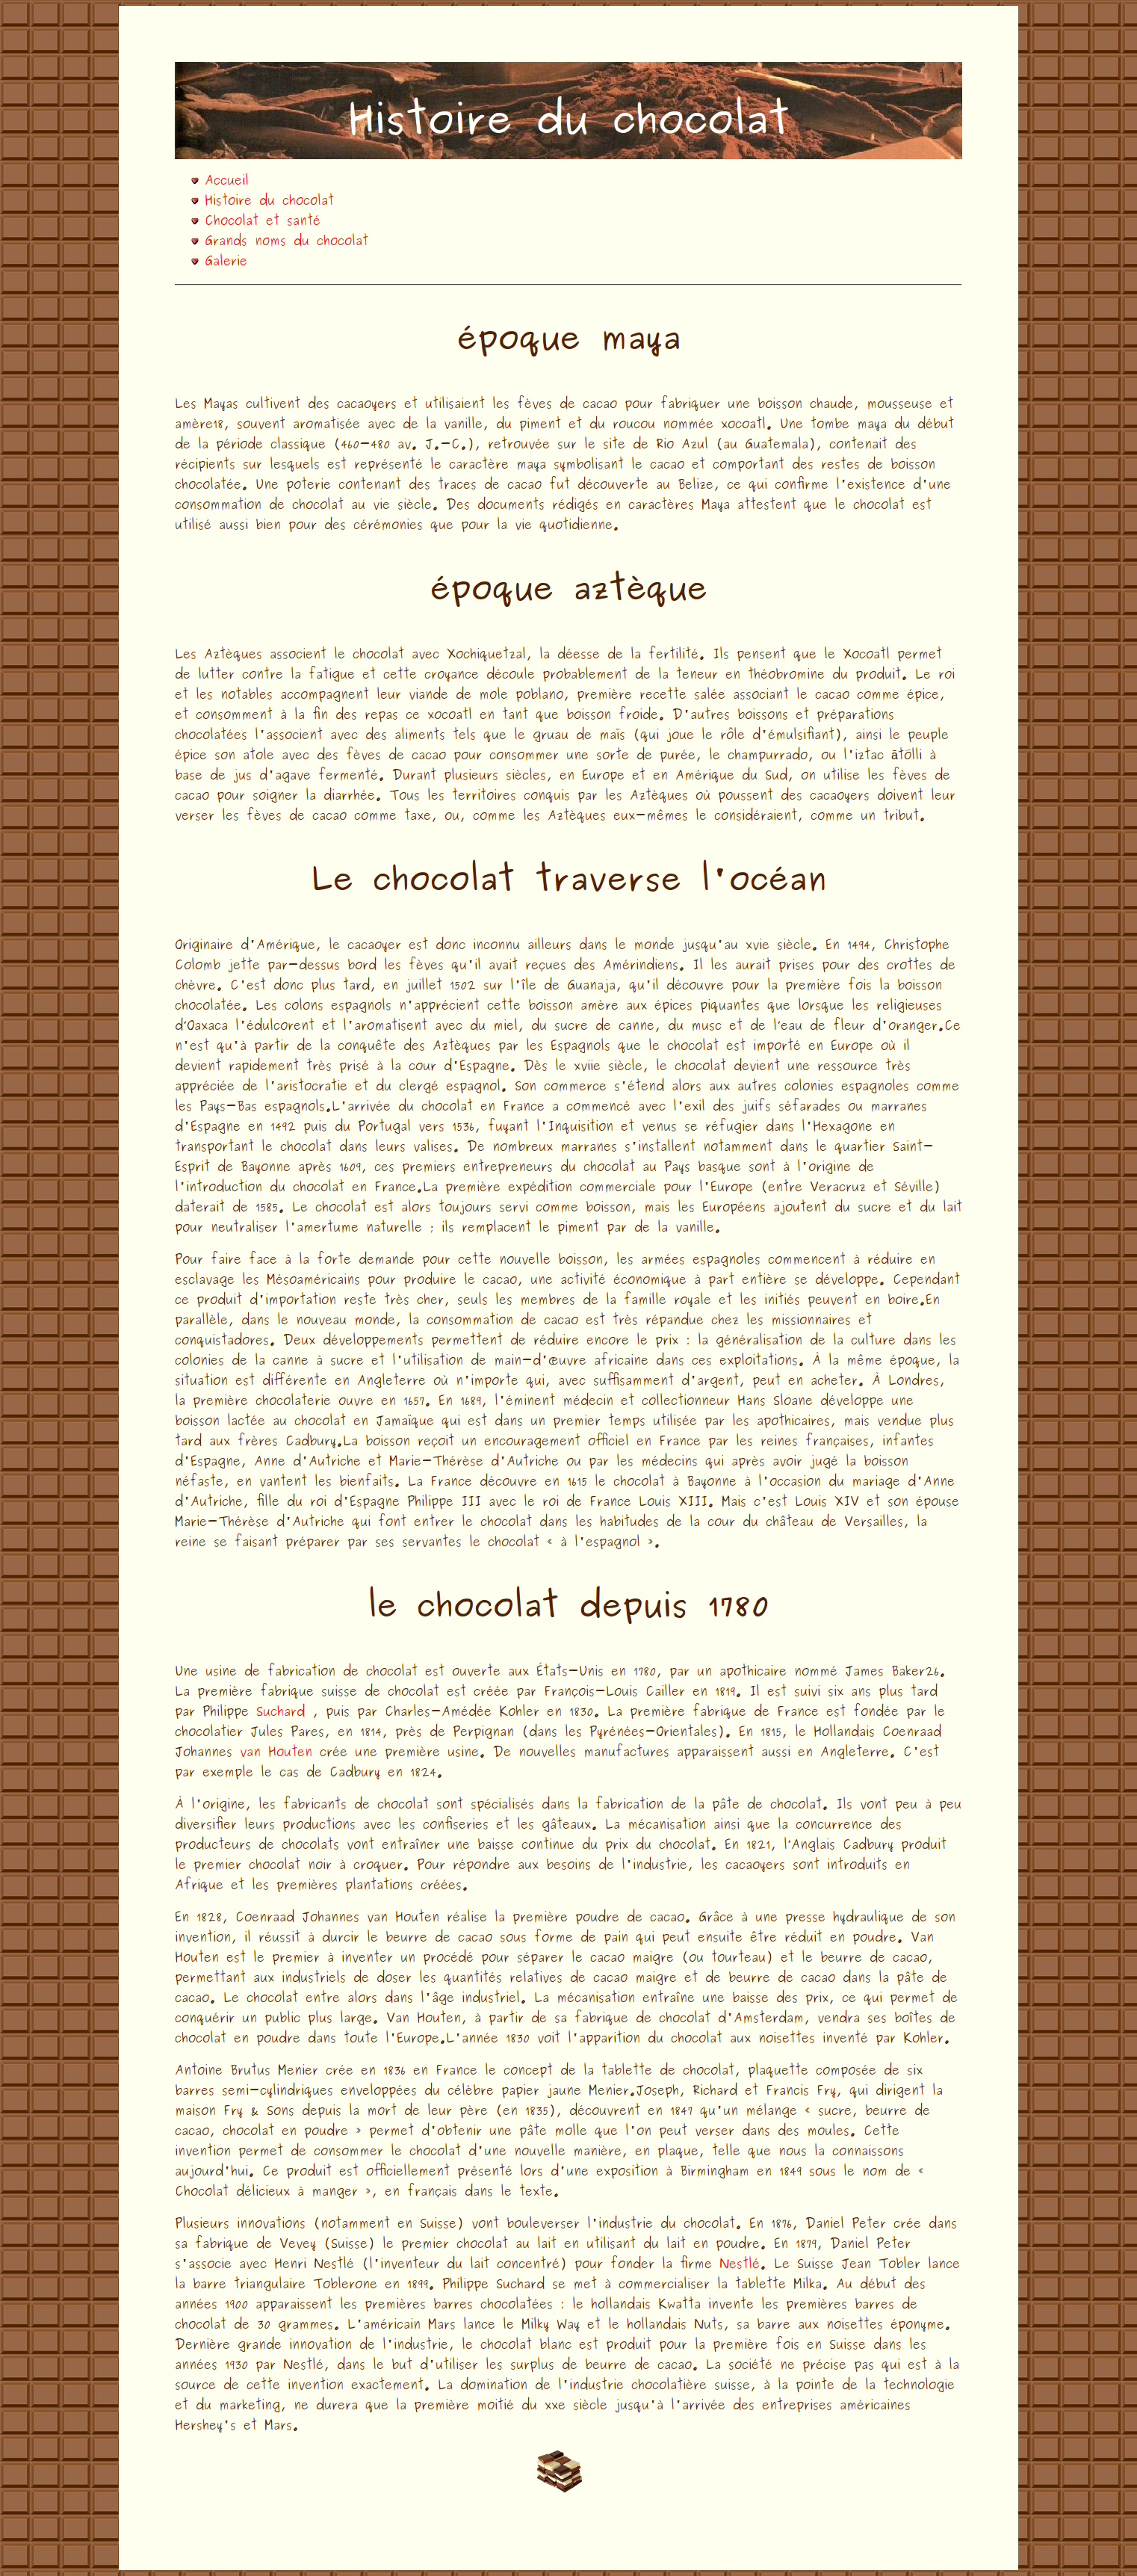 Histoire du chocolat
Accueil
Histoire du chocolat
Chocolat et santé
Grands noms du chocolat
Galerie
époque maya
Les Mayas cultivent des cacaoyers et utilisaient les fèves de cacao pour fabriquer une boisson chaude, mousseuse et
amère18, souvent aromatisée avec de la vanille, du piment et du roucou nommée xocoatl. Une tombe maya du début
de la période classique (460-480 av. J.-C.), retrouvée sur le site de Rio Azul (au Guatemala), contenait des
récipients sur lesquels est représenté le caractère maya symbolisant le cacao et comportant des restes de boisson
chocolatée. Une poterie contenant des traces de cacao fut découverte au Belize, ce qui confirme l'existence d'une
consommation de chocolat au vie siècle. Des documents rédigés en caractères Maya attestent que le chocolat est
utilisé aussi bien pour des cérémonies que pour la vie quotidienne.
époque aztèque
Les Aztèques associent le chocolat avec Xochiquetzal, la déesse de la fertilité. Ils pensent que le Xocoatl permet
de lutter contre la fatigue et cette croyance découle probablement de la teneur en théobromine du produit. Le roi
et les notables accompagnent leur viande de mole poblano, première recette salée associant le cacao comme épice,
et consomment à la fin des repas ce xocoatl en tant que boisson froide. D'autres boissons et préparations
chocolatées l'associent avec des aliments tels que le gruau de maïs (qui joue le rôle d'émulsifiant), ainsi le peuple
épice son atole avec des fèves de cacao pour consommer une sorte de purée, le champurrado, ou l'iztac ātōlli à
base de jus d'agave fermenté. Durant plusieurs siècles, en Europe et en Amérique du Sud, on utilise les fèves de
cacao pour soigner la diarrhée. Tous les territoires conquis par les Aztèques où poussent des cacaoyers doivent leur
verser les fèves de cacao comme taxe, ou, comme les Aztèques eux-mêmes le considéraient, comme un tribut.
Le chocolat traverse l'océan
Originaire d'Amérique, le cacaoyer est donc inconnu ailleurs dans le monde jusqu'au xvie siècle. En 1494, Christophe
Colomb jette par-dessus bord les fèves qu'il avait reçues des Amérindiens. Il les aurait prises pour des crottes de
chèvre. C'est donc plus tard, en juillet 1502 sur l'île de Guanaja, qu'il découvre pour la première fois la boisson
chocolatée. Les colons espagnols n'apprécient cette boisson amère aux épices piquantes que lorsque les religieuses
d'Oaxaca l'édulcorent et l'aromatisent avec du miel, du sucre de canne, du musc et de l'eau de fleur d'oranger.Ce
n'est qu'à partir de la conquête des Aztèques par les Espagnols que le chocolat est importé en Europe où il
devient rapidement très prisé à la cour d'Espagne. Dès le xviie siècle, le chocolat devient une ressource très
appréciée de l'aristocratie et du clergé espagnol. Son commerce s'étend alors aux autres colonies espagnoles comme
les Pays-Bas espagnols.L'arrivée du chocolat en France a commencé avec l'exil des juifs séfarades ou marranes
d'Espagne en 1492 puis du Portugal vers 1536, fuyant l'Inquisition et venus se réfugier dans l'Hexagone en
transportant le chocolat dans leurs valises. De nombreux marranes s'installent notamment dans le quartier Saint-
Esprit de Bayonne après 1609, ces premiers entrepreneurs du chocolat au Pays basque sont à l'origine de
l'introduction du chocolat en France.La première expédition commerciale pour l'Europe (entre Veracruz et Séville)
daterait de 1585. Le chocolat est alors toujours servi comme boisson, mais les Européens ajoutent du sucre et du lait
pour neutraliser l'amertume naturelle ; ils remplacent le piment par de la vanille.
Pour faire face à la forte demande pour cette nouvelle boisson, les armées espagnoles commencent à réduire en
esclavage les Mésoaméricains pour produire le cacao, une activité économique à part entière se développe. Cependant
ce produit d'importation reste très cher, seuls les membres de la famille royale et les initiés peuvent en boire.En
parallèle, dans le nouveau monde, la consommation de cacao est très répandue chez les missionnaires et
conquistadores. Deux développements permettent de réduire encore le prix : la généralisation de la culture dans les
colonies de la canne à sucre et l'utilisation de main-d'œuvre africaine dans ces exploitations. À la même époque, la
situation est différente en Angleterre où n'importe qui, avec suffisamment d'argent, peut en acheter. À Londres,
la première chocolaterie ouvre en 1657. En 1689, l'éminent médecin et collectionneur Hans Sloane développe une
boisson lactée au chocolat en Jamaïque qui est dans un premier temps utilisée par les apothicaires, mais vendue plus
tard aux frères Cadbury.La boisson reçoit un encouragement officiel en France par les reines françaises, infantes
d'Espagne, Anne d'Autriche et Marie-Thérèse d'Autriche ou par les médecins qui après avoir jugé la boisson
néfaste, en vantent les bienfaits. La France découvre en 1615 le chocolat à Bayonne à l'occasion du mariage d'Anne
d'Autriche, fille du roi d'Espagne Philippe III avec le roi de France Louis XIII. Mais c'est Louis XIV et son épouse
Marie-Thérèse d'Autriche qui font entrer le chocolat dans les habitudes de la cour du château de Versailles, la
reine se faisant préparer par ses servantes le chocolat « à l'espagnol ».
le chocolat depuis 1780
Une usine de fabrication de chocolat est ouverte aux États-Unis en 1780, par un apothicaire nommé James Baker26.
La première fabrique suisse de chocolat est créée par François-Louis Cailler en 1819. Il est suivi six ans plus tard
par Philippe Suchard , puis par Charles-Amédée Kohler en 1830. La première fabrique de France est fondée par le
chocolatier Jules Pares, en 1814, près de Perpignan (dans les Pyrénées-Orientales). En 1815, le Hollandais Coenraad
Johannes van Houten crée une première usine. De nouvelles manufactures apparaissent aussi en Angleterre. C'est
par exemple le cas de Cadbury en 1824.
À l'origine, les fabricants de chocolat sont spécialisés dans la fabrication de la pâte de chocolat. Ils vont peu à peu
diversifier leurs productions avec les confiseries et les gâteaux. La mécanisation ainsi que la concurrence des
producteurs de chocolats vont entraîner une baisse continue du prix du chocolat. En 1821, l'Anglais Cadbury produit
le premier chocolat noir à croquer. Pour répondre aux besoins de l'industrie, les cacaoyers sont introduits en
Afrique et les premières plantations créées.
En 1828, Coenraad Johannes van Houten réalise la première poudre de cacao. Grâce à une presse hydraulique de son
invention, il réussit à durcir le beurre de cacao sous forme de pain qui peut ensuite être réduit en poudre. Van
Houten est le premier à inventer un procédé pour séparer le cacao maigre (ou tourteau) et le beurre de cacao,
permettant aux industriels de doser les quantités relatives de cacao maigre et de beurre de cacao dans la pâte de
cacao. Le chocolat entre alors dans l'âge industriel. La mécanisation entraîne une baisse des prix, ce qui permet de
conquérir un public plus large. Van Houten, à partir de sa fabrique de chocolat d'Amsterdam, vendra ses boîtes de
chocolat en poudre dans toute l'Europe.L'année 1830 voit l'apparition du chocolat aux noisettes inventé par Kohler.
Antoine Brutus Menier crée en 1836 en France le concept de la tablette de chocolat, plaquette composée de six
barres semi-cylindriques enveloppées du célèbre papier jaune Menier.Joseph, Richard et Francis Fry, qui dirigent la
maison Fry & Sons depuis la mort de leur père (en 1835), découvrent en 1847 qu'un mélange « sucre, beurre de
cacao, chocolat en poudre » permet d'obtenir une pâte molle que l'on peut verser dans des moules. Cette
invention permet de consommer le chocolat d'une nouvelle manière, en plaque, telle que nous la connaissons
aujourd'hui. Ce produit est officiellement présenté lors d'une exposition à Birmingham en 1849 sous le nom de «
Chocolat délicieux à manger », en français dans le texte.
Plusieurs innovations (notamment en Suisse) vont bouleverser l'industrie du chocolat. En 1876, Daniel Peter crée dans
sa fabrique de Vevey (Suisse) le premier chocolat au lait en utilisant du lait en poudre. En 1879, Daniel Peter
s'associe avec Henri Nestlé (l'inventeur du lait concentré) pour fonder la firme Nestlé. Le Suisse Jean Tobler lance
la barre triangulaire Toblerone en 1899. Philippe Suchard se met à commercialiser la tablette Milka. Au début des
années 1900 apparaissent les premières barres chocolatées : le hollandais Kwatta invente les premières barres de
chocolat de 30 grammes. L'américain Mars lance le Milky Way et le hollandais Nuts, sa barre aux noisettes éponyme.
Dernière grande innovation de l'industrie, le chocolat blanc est produit pour la première fois en Suisse dans les
années 1930 par Nestlé, dans le but d'utiliser les surplus de beurre de cacao. La société ne précise pas qui est à la
source de cette invention exactement. La domination de l'industrie chocolatière suisse, à la pointe de la technologie
et du marketing, ne durera que la première moitié du xxe siècle jusqu'à l'arrivée des entreprises américaines
Hershey's et Mars.